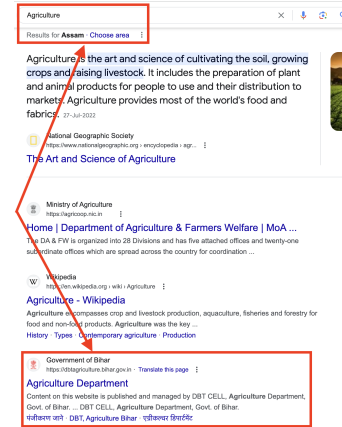 Agriculture
Results for Assam · Choose area
Agriculture is the art and science of cultivating the soil, growing
crops and raising livestock. It includes the preparation of plant
and animal products for people to use and their distribution to
markets. Agriculture provides most of the world's food and
fabrics. 27-Jul-2022
National Geographic Society
https://www.nationalgeographic.org › encyclopedia › agr...
The Art and Science of Agriculture
Ministry of Agriculture
https://agricoop.nic.in
Home | Department of Agriculture & Farmers Welfare | MoA ...
The DA & FW is organized into 28 Divisions and has five attached offices and twenty-one
subordinate offices which are spread across the country for coordination ...
W Wikipedia
https://en.wikipedia.org › wiki › Agriculture
Agriculture - Wikipedia
Agriculture encompasses crop and livestock production, aquaculture, fisheries and forestry for
food and non-food products. Agriculture was the key ...
History · Types · Contemporary agriculture · Production
Government of Bihar
https://dbtagriculture.bihar.gov.in · Translate this page
Agriculture Department
Content on this website is published and managed by DBT CELL, Agriculture Department,
Govt. of Bihar. ... DBT CELL, Agriculture Department, Govt. of Bihar.
पंजीकरण जाने · DBT, Agriculture Bihar · एग्रीकल्चर डिपार्टमेंट